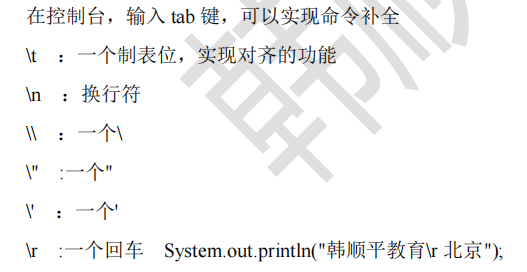 在控制台，输入 tab 键，可以实现命令补全
\t ：一个制表位，实现对齐的功能
\n ：换行符
\\ ：一个\
\" :一个"
\' ：一个'
\r :一个回车 System.out.println("韩顺平教育\r 北京");
韩顺